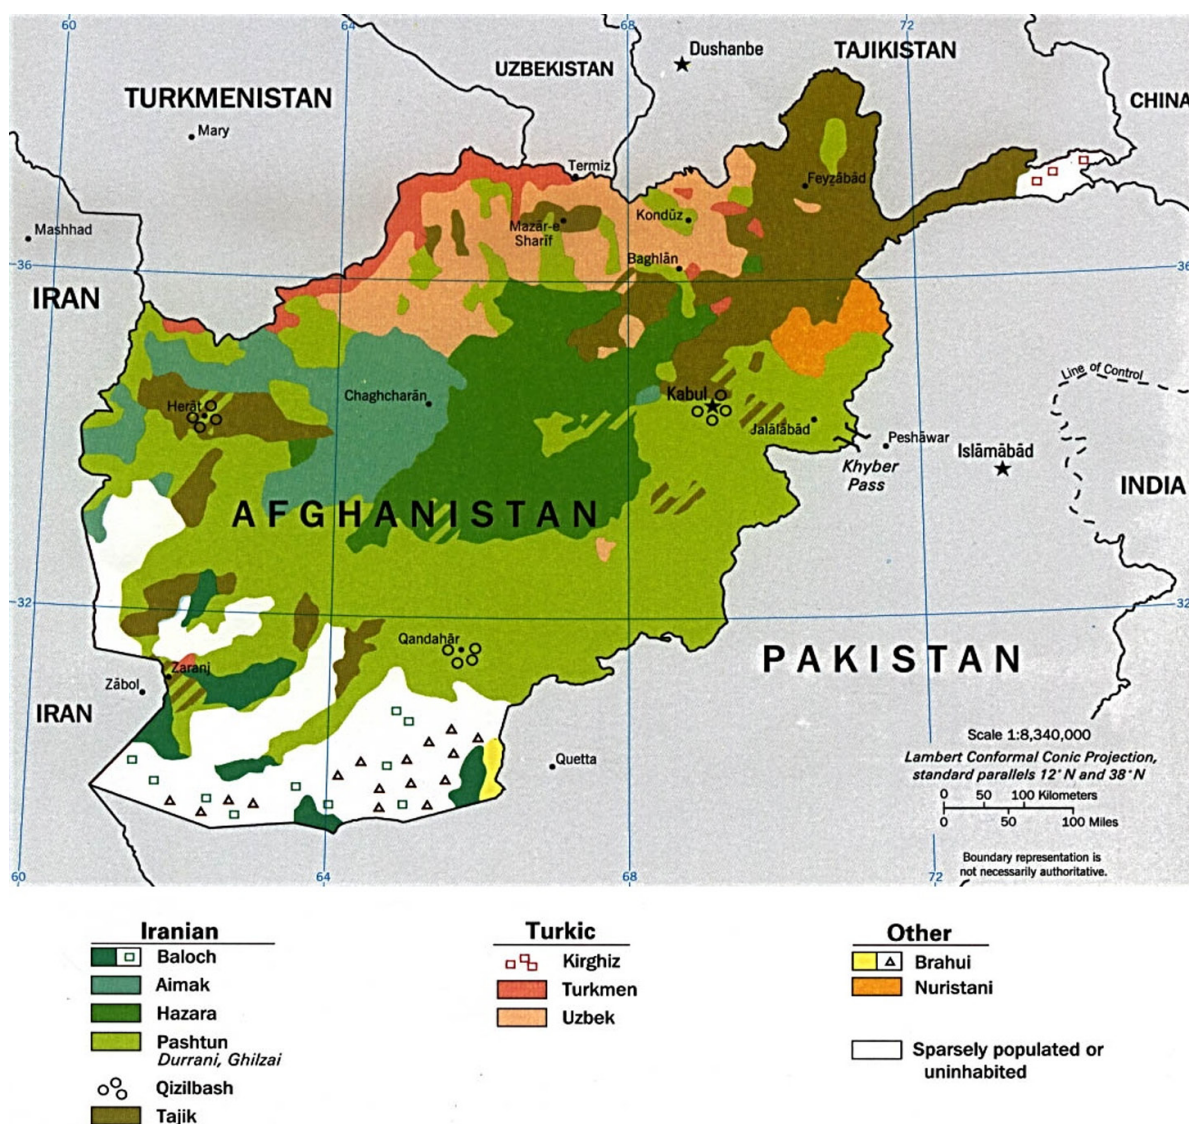 60
64
68
72
Dushanbe
TAJIKISTAN
UZBEKISTAN
TURKMENISTAN
CHINA
Mary
Termiz
Feyzābād
Mashhad
Mazār-e
Sharīf
Kondūz
Baghlān
36
36
IRAN
Line of Control
Herāt
Chaghcharān
Kabul
Jalālābād
Peshāwar
Islāmābād
Khyber
Pass
INDIA
AFGHANISTAN
32
32
Qandahār
PAKISTAN
Zaranj
Zābol
IRAN
Quetta
Scale 1:8,340,000
Lambert Conformal Conic Projection,
standard parallels 12°N and 38°N
0 50 100 Kilometers
0 50 100 Miles
Boundary representation is
not necessarily authoritative.
60
64
68
72
Iranian
Baloch
Aimak
Hazara
Pashtun
Durrani, Ghilzai
Qizilbash
Tajik
Turkic
Kirghiz
Turkmen
Uzbek
Other
Brahui
Nuristani
Sparsely populated or
uninhabited